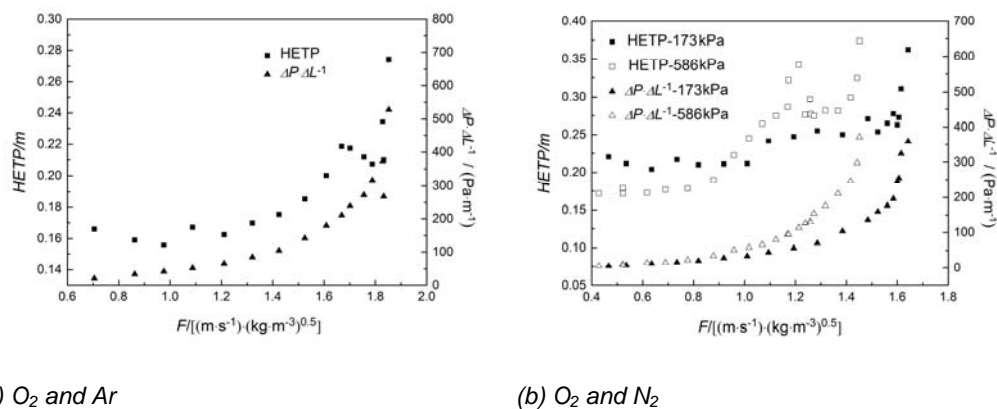 0.30
0.28
0.26
0.24
0.22
0.20
0.18
0.16
0.14
HETP/m
0.6 0.8 1.0 1.2 1.4 1.6 1.8 2.0
F/[(m·s⁻¹)·(kg·m⁻³)⁰·⁵]
800
700
600
500
400
300
200
100
0
ΔP·ΔL⁻¹ / (Pa·m⁻¹)
HETP
ΔP·ΔL⁻¹
) O₂ and Ar
0.40
0.35
0.30
0.25
0.20
0.15
0.10
0.05
HETP/m
0.4 0.6 0.8 1.0 1.2 1.4 1.6 1.8
F/[(m·s⁻¹)·(kg·m⁻³)⁰·⁵]
700
600
500
400
300
200
100
0
ΔP·ΔL⁻¹ / (Pa·m⁻¹)
HETP-173kPa
HETP-586kPa
ΔP·ΔL⁻¹-173kPa
ΔP·ΔL⁻¹-586kPa
(b) O₂ and N₂